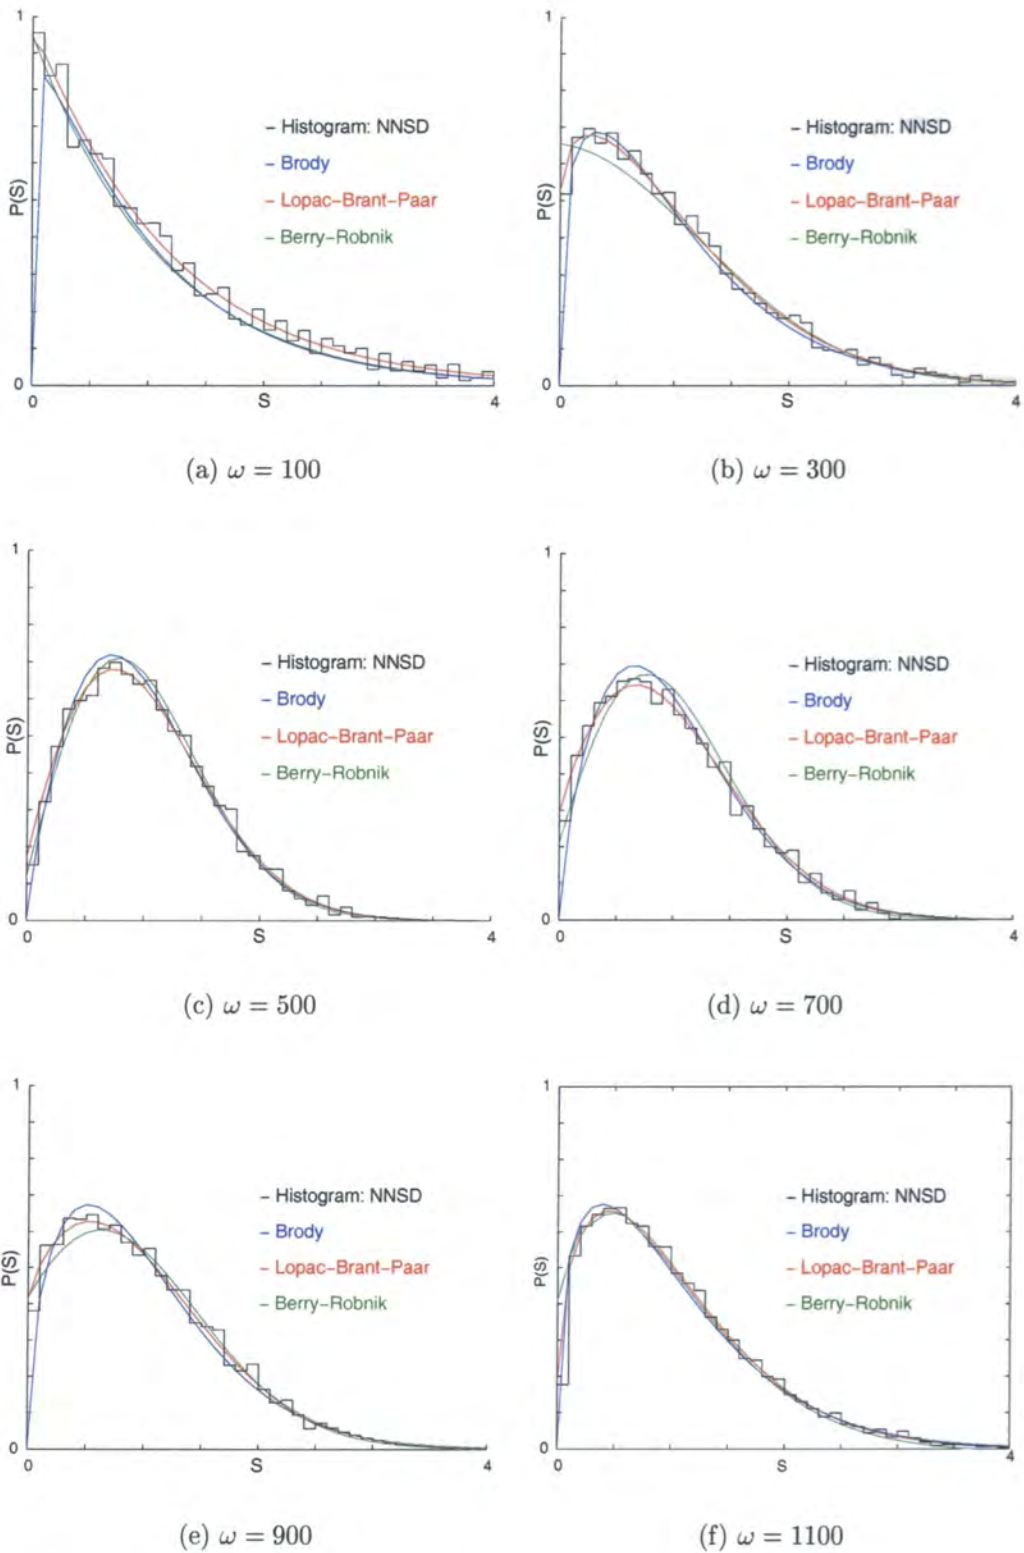 1
P(S)
– Histogram: NNSD
– Brody
– Lopac–Brant–Paar
– Berry–Robnik
0
0
S
4
(a) ω = 100
1
P(S)
– Histogram: NNSD
– Brody
– Lopac–Brant–Paar
– Berry–Robnik
0
0
S
4
(b) ω = 300
1
P(S)
– Histogram: NNSD
– Brody
– Lopac–Brant–Paar
– Berry–Robnik
0
0
S
4
(c) ω = 500
1
P(S)
– Histogram: NNSD
– Brody
– Lopac–Brant–Paar
– Berry–Robnik
0
0
S
4
(d) ω = 700
1
P(S)
– Histogram: NNSD
– Brody
– Lopac–Brant–Paar
– Berry–Robnik
0
0
S
4
(e) ω = 900
1
P(S)
– Histogram: NNSD
– Brody
– Lopac–Brant–Paar
– Berry–Robnik
0
0
S
4
(f) ω = 1100